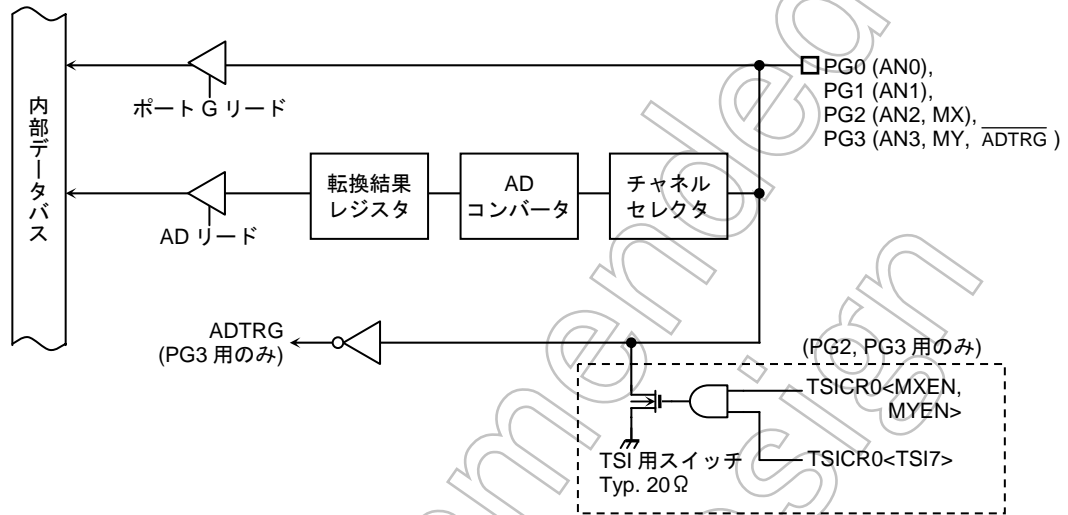 内部データバス
ポート G リード
PG0 (AN0),
PG1 (AN1),
PG2 (AN2, MX),
PG3 (AN3, MY, ADTRG )
転換結果
レジスタ
AD
コンバータ
チャネル
セレクタ
AD リード
ADTRG
(PG3 用のみ)
(PG2, PG3 用のみ)
TSICR0<MXEN,
MYEN>
TSICR0<TSI7>
TSI 用スイッチ
Typ. 20Ω
mmended
esign